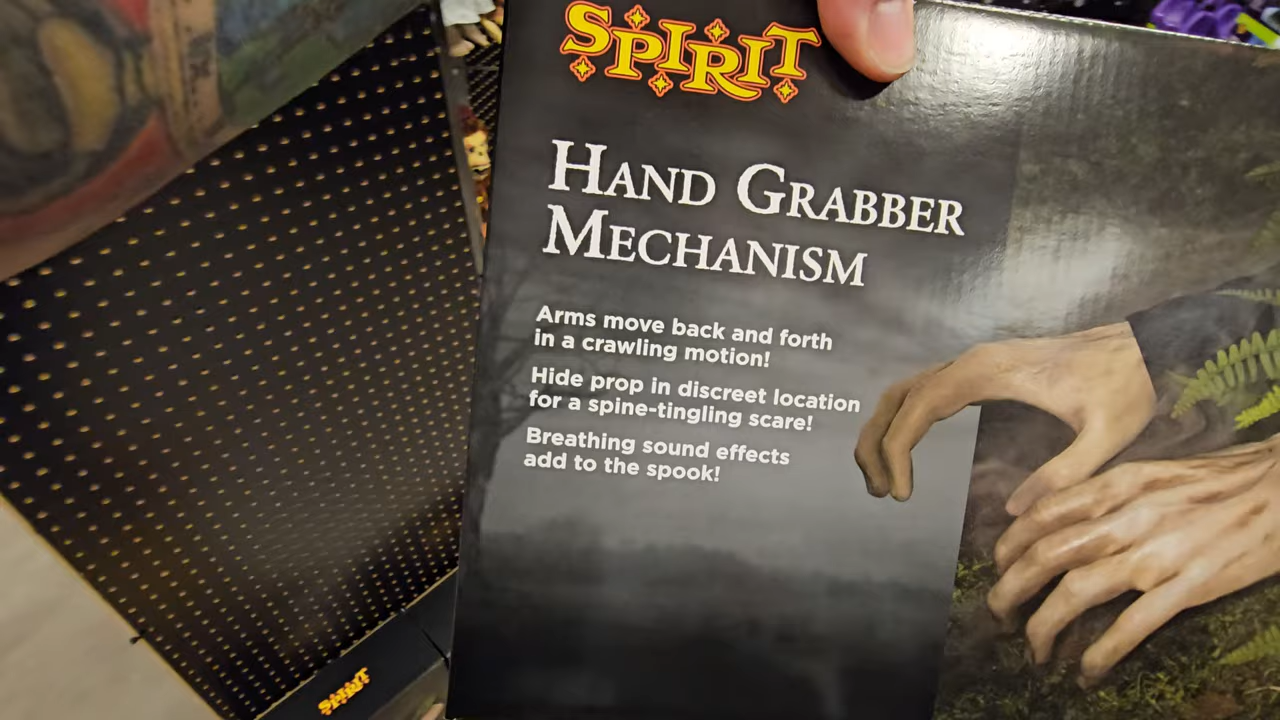 SPIRIT
HAND GRABBER
MECHANISM
Arms move back and forth
in a crawling motion!
Hide prop in discreet location
for a spine-tingling scare!
Breathing sound effects
add to the spook!
SPIRIT